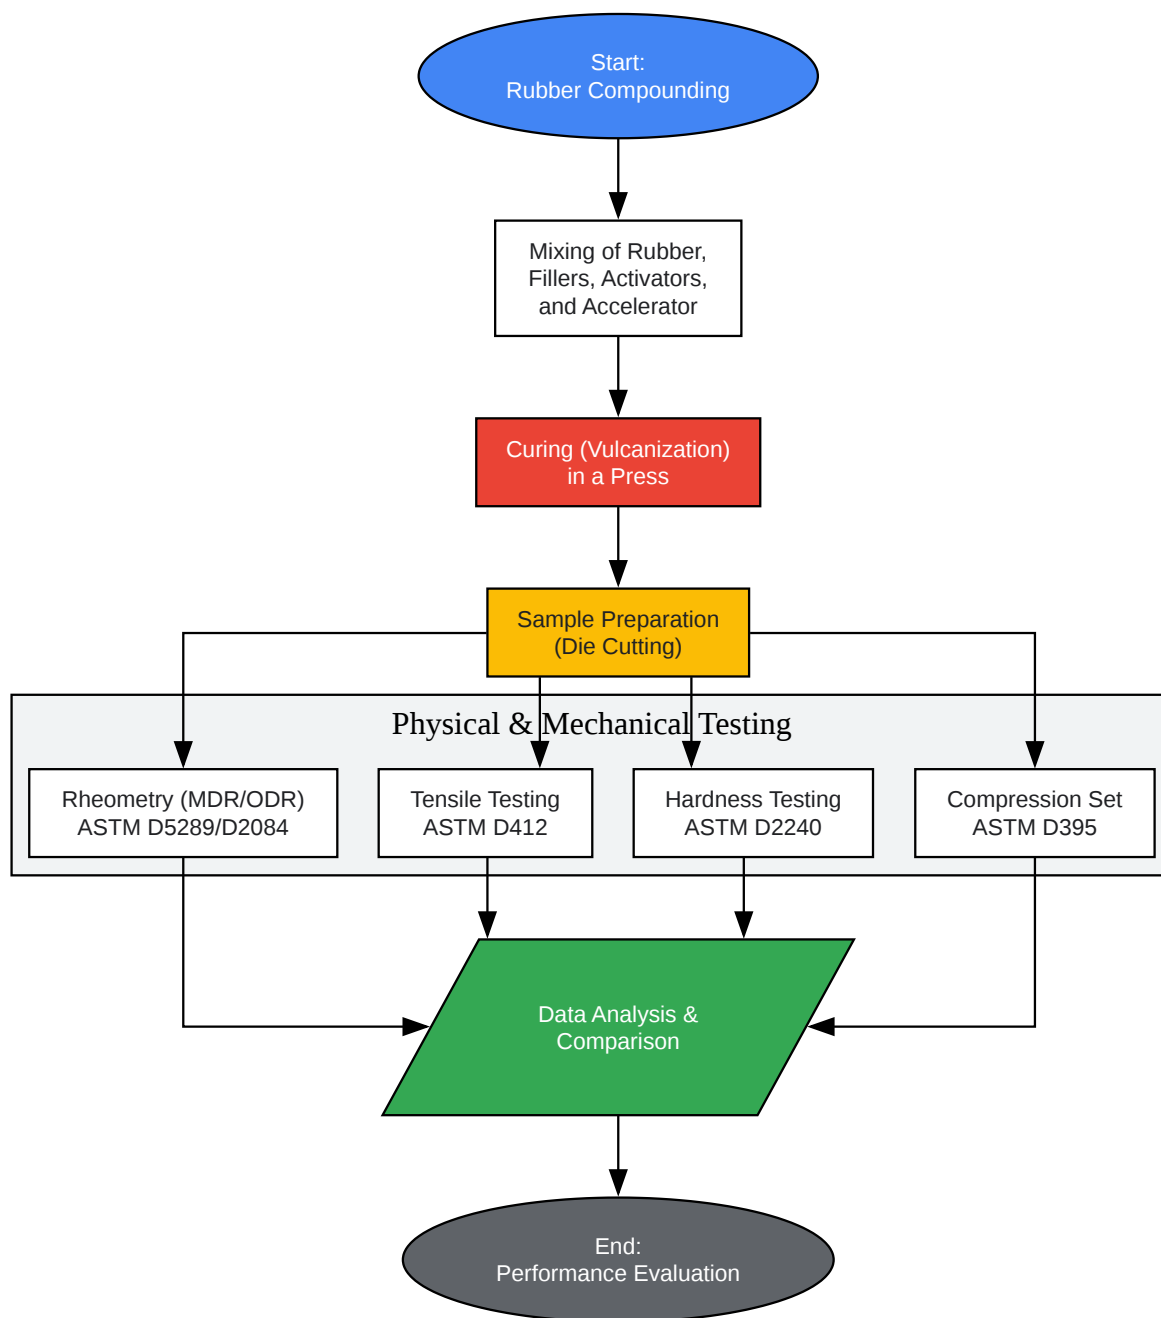 Start:
Rubber Compounding
Mixing of Rubber,
Fillers, Activators,
and Accelerator
Curing (Vulcanization)
in a Press
Sample Preparation
(Die Cutting)
Physical & Mechanical Testing
Rheometry (MDR/ODR)
ASTM D5289/D2084
Tensile Testing
ASTM D412
Hardness Testing
ASTM D2240
Compression Set
ASTM D395
Data Analysis &
Comparison
End:
Performance Evaluation